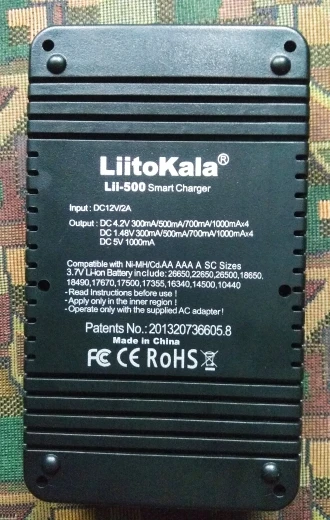 LiitoKala®
Lii-500 Smart Charger
Input : DC12V/2A
Output : DC 4.2V 300mA/500mA/700mA/1000mA×4
DC 1.48V 300mA/500mA/700mA/1000mA×4
DC 5V 1000mA
Compatible with Ni-MH/Cd.AA AAA A SC Sizes
3.7V Li-Ion Battery include: 26650,22650,26500,18650,
18490,17670,17500,17355,16340,14500,10440
-Read Instructions before use !
-Apply only in the inner region !
-Operate only with the supplied AC adapter!
Patents No.: 201320736605.8
Made in China
FC CE RoHS